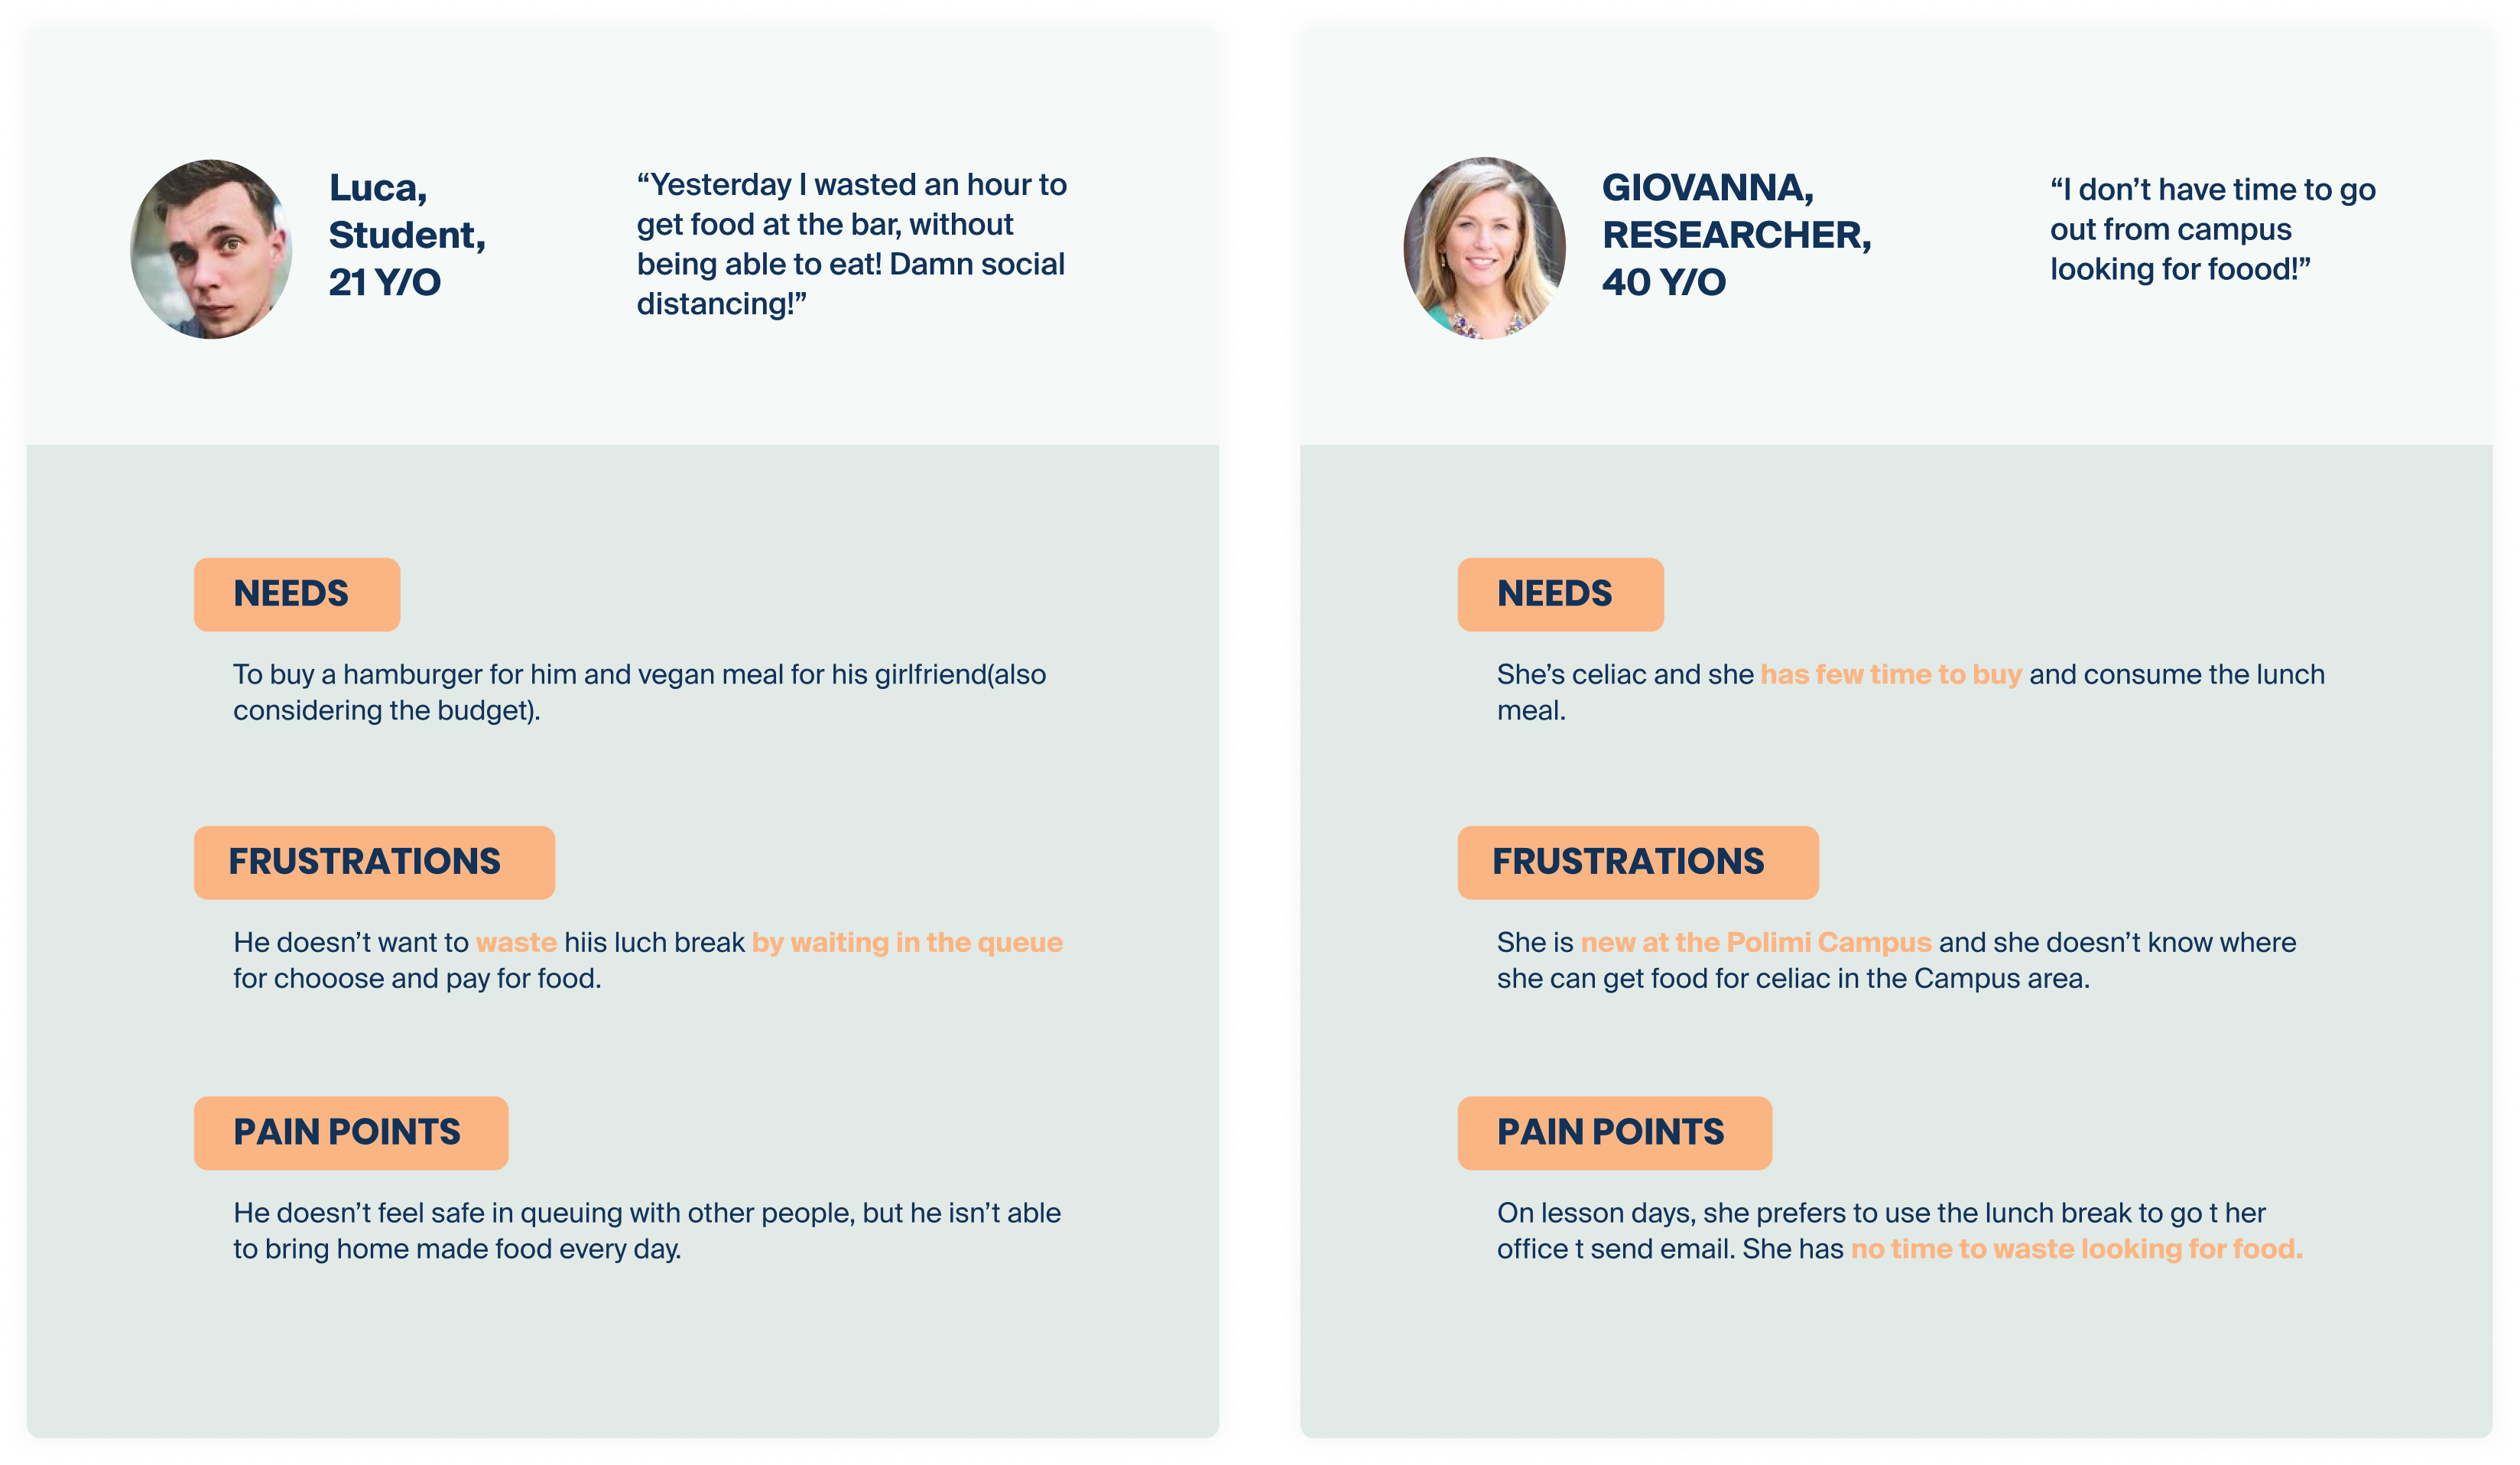 Luca,
Student,
21 Y/O
“Yesterday I wasted an hour to
get food at the bar, without
being able to eat! Damn social
distancing!”
NEEDS
To buy a hamburger for him and vegan meal for his girlfriend(also
considering the budget).
FRUSTRATIONS
He doesn’t want to waste hiis luch break by waiting in the queue
for chooose and pay for food.
PAIN POINTS
He doesn’t feel safe in queuing with other people, but he isn’t able
to bring home made food every day.
GIOVANNA,
RESEARCHER,
40 Y/O
“I don’t have time to go
out from campus
looking for foood!”
NEEDS
She’s celiac and she has few time to buy and consume the lunch
meal.
FRUSTRATIONS
She is new at the Polimi Campus and she doesn’t know where
she can get food for celiac in the Campus area.
PAIN POINTS
On lesson days, she prefers to use the lunch break to go t her
office t send email. She has no time to waste looking for food.